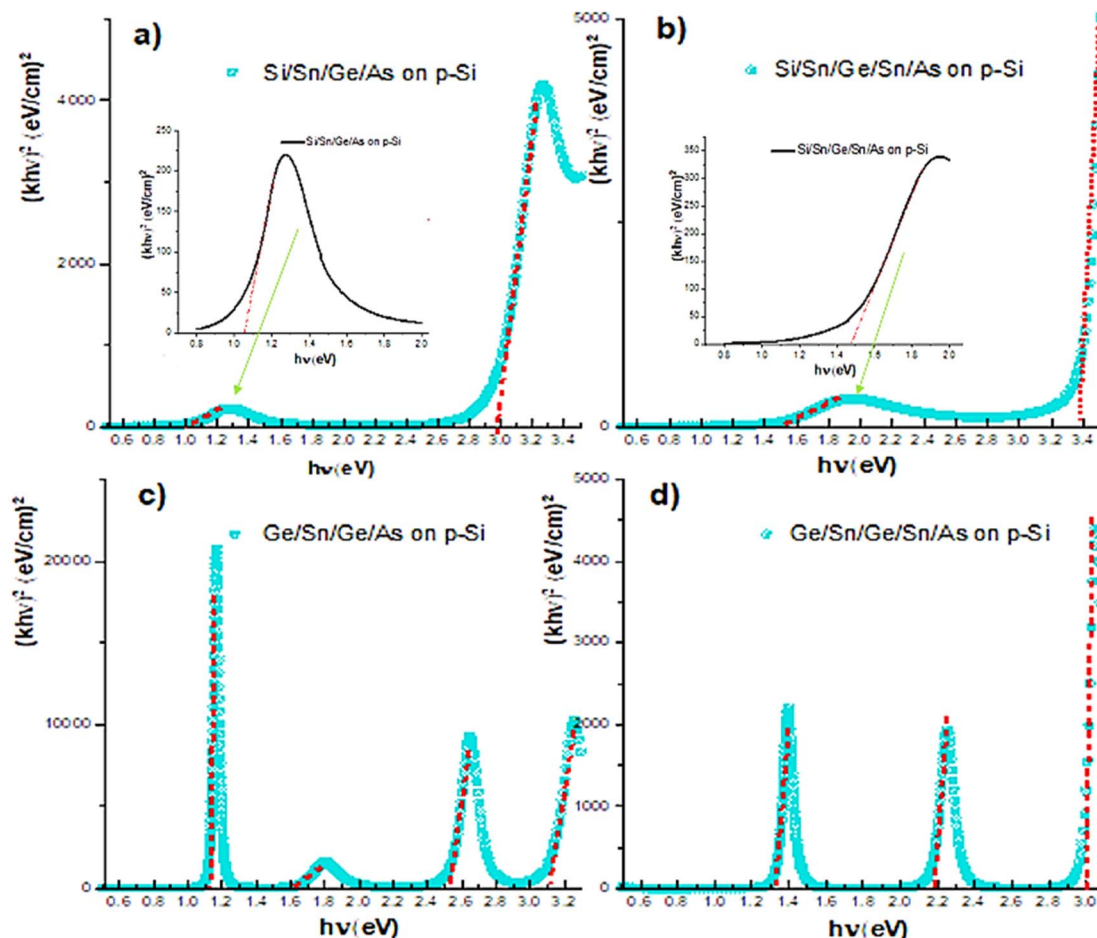 a)
Si/Sn/Ge/As on p-Si
(khν)² (eV/cm)²
4000
2000
0
0.6 0.8 1.0 1.2 1.4 1.6 1.8 2.0 2.2 2.4 2.6 2.8 3.0 3.2 3.4
hν(eV)
Si/Sn/Ge/As on p-Si
(khν)² (eV/cm)²
250
200
150
100
50
0
0.8 1.0 1.2 1.4 1.6 1.8 2.0
hν(eV)
b)
Si/Sn/Ge/Sn/As on p-Si
(khν)² (eV/cm)²
5000
0
0.6 0.8 1.0 1.2 1.4 1.6 1.8 2.0 2.2 2.4 2.6 2.8 3.0 3.2 3.4
hν(eV)
Si/Sn/Ge/Sn/As on p-Si
(khν)² (eV/cm)²
350
300
250
200
150
100
50
0
0.8 1.0 1.2 1.4 1.6 1.8 2.0
hν(eV)
c)
Ge/Sn/Ge/As on p-Si
(khν)² (eV/cm)²
20000
10000
0
0.6 0.8 1.0 1.2 1.4 1.6 1.8 2.0 2.2 2.4 2.6 2.8 3.0 3.2
hν(eV)
d)
Ge/Sn/Ge/Sn/As on p-Si
(khν)² (eV/cm)²
5000
4000
3000
2000
1000
0
0.6 0.8 1.0 1.2 1.4 1.6 1.8 2.0 2.2 2.4 2.6 2.8 3.0
hν(eV)